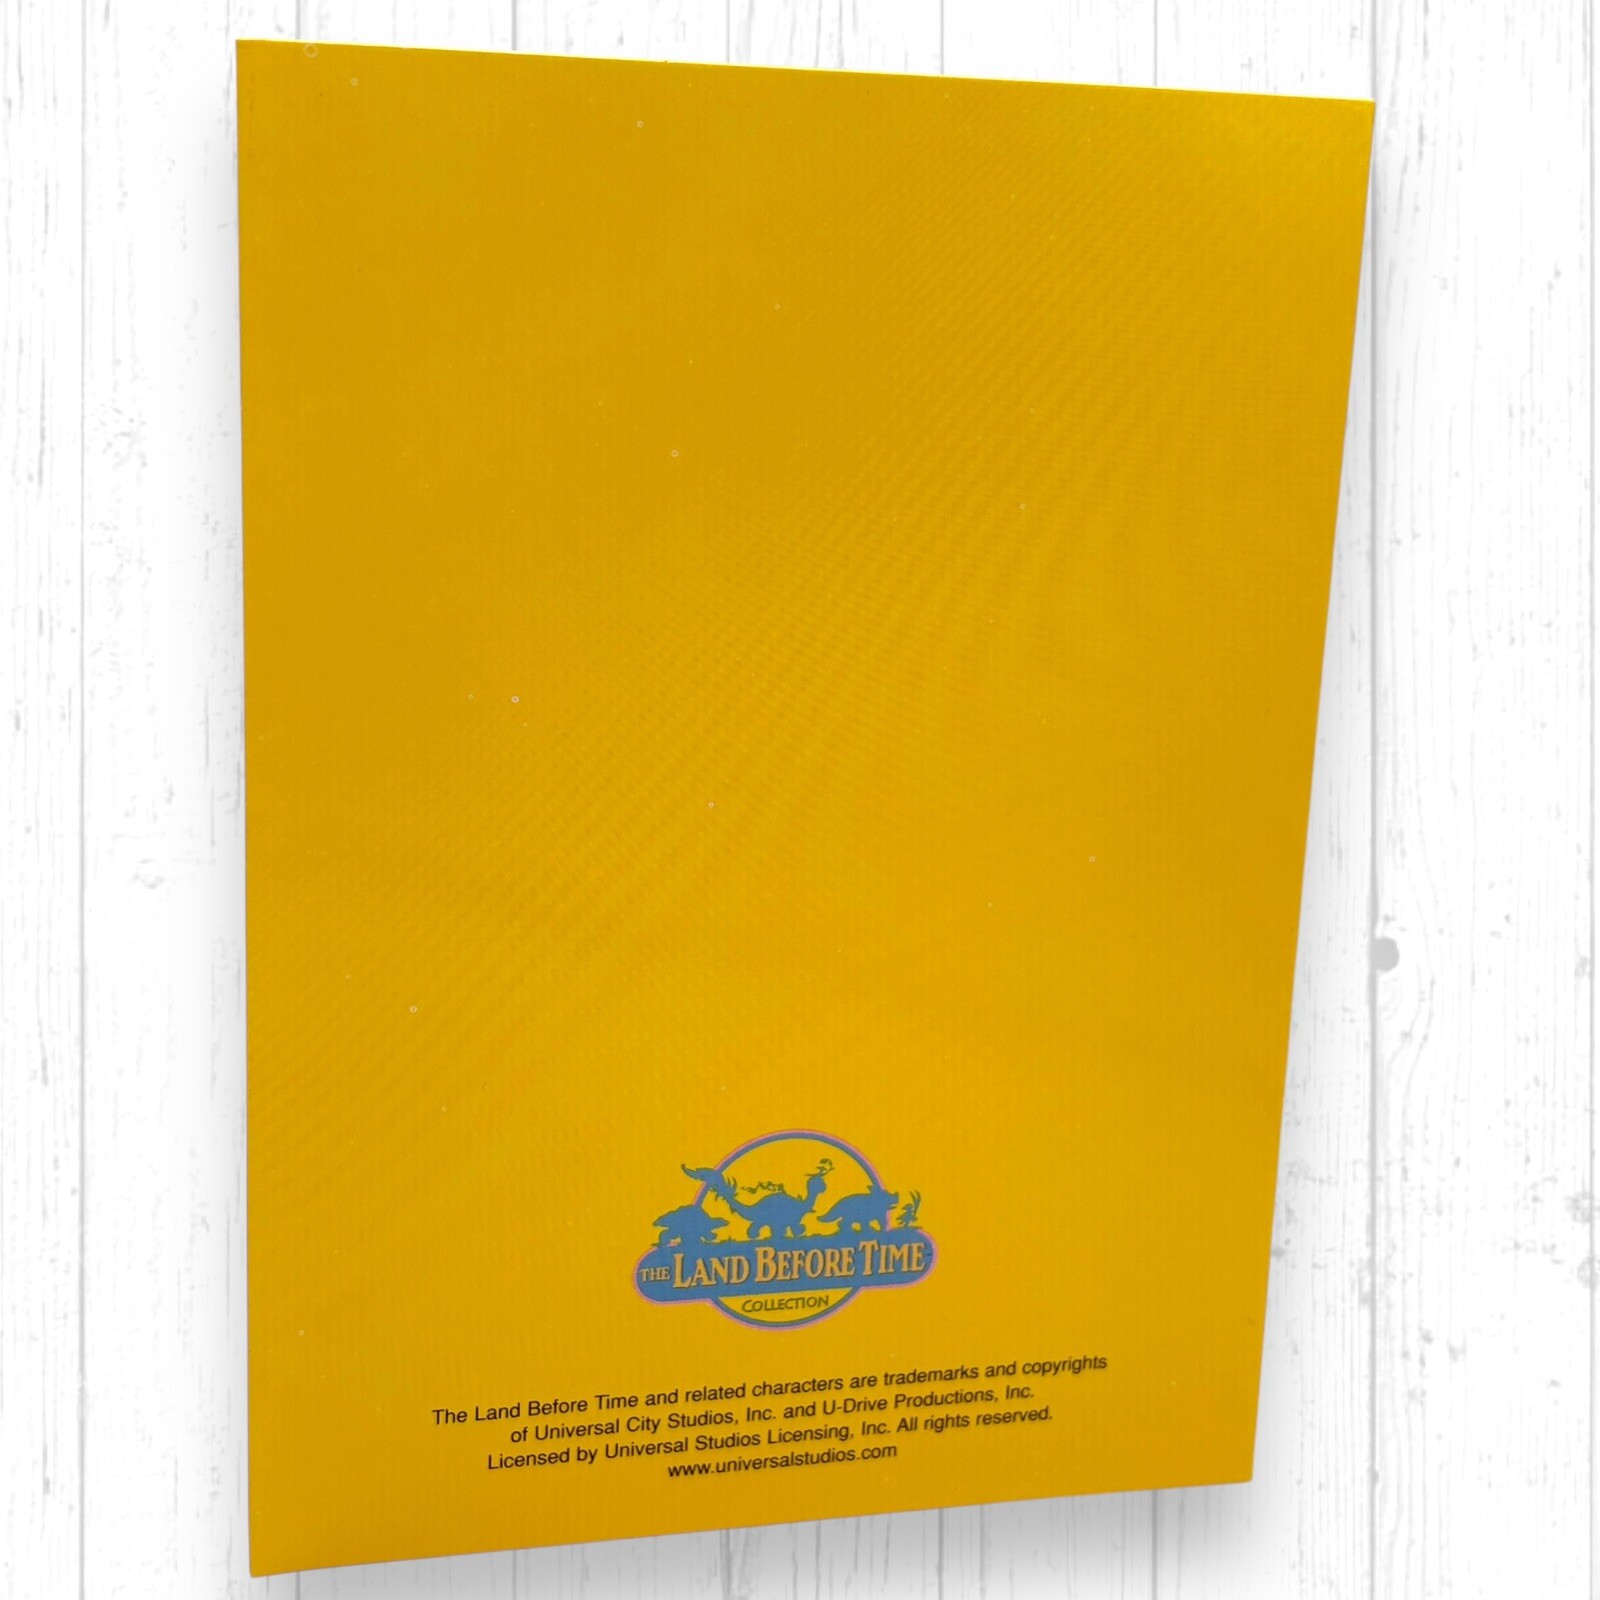 THE LAND BEFORE TIME
COLLECTION
The Land Before Time and related characters are trademarks and copyrights
of Universal City Studios, Inc. and U-Drive Productions, Inc.
Licensed by Universal Studios Licensing, Inc. All rights reserved.
www.universalstudios.com